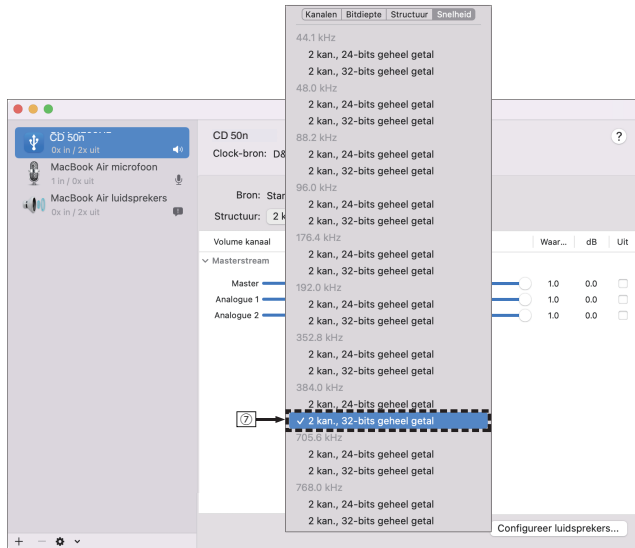 Kanalen Bitdiepte Structuur Snelheid
44.1 kHz
2 kan., 24-bits geheel getal
2 kan., 32-bits geheel getal
48.0 kHz
2 kan., 24-bits geheel getal
2 kan., 32-bits geheel getal
88.2 kHz
2 kan., 24-bits geheel getal
2 kan., 32-bits geheel getal
96.0 kHz
2 kan., 24-bits geheel getal
2 kan., 32-bits geheel getal
176.4 kHz
2 kan., 24-bits geheel getal
2 kan., 32-bits geheel getal
192.0 kHz
2 kan., 24-bits geheel getal
2 kan., 32-bits geheel getal
352.8 kHz
2 kan., 24-bits geheel getal
2 kan., 32-bits geheel getal
384.0 kHz
2 kan., 24-bits geheel getal
⑦
✓ 2 kan., 32-bits geheel getal
705.6 kHz
2 kan., 24-bits geheel getal
2 kan., 32-bits geheel getal
768.0 kHz
2 kan., 24-bits geheel getal
2 kan., 32-bits geheel getal
CD 50n
0x in / 2x uit
MacBook Air microfoon
1 in / 0x uit
MacBook Air luidsprekers
0x in / 2x uit
CD 50n
?
Clock-bron: D&
Bron: Star
Structuur: 2 k
Volume kanaal Waar... dB Uit
Masterstream
Master 1.0 0.0
Analogue 1 1.0 0.0
Analogue 2 1.0 0.0
Configureer luidsprekers...